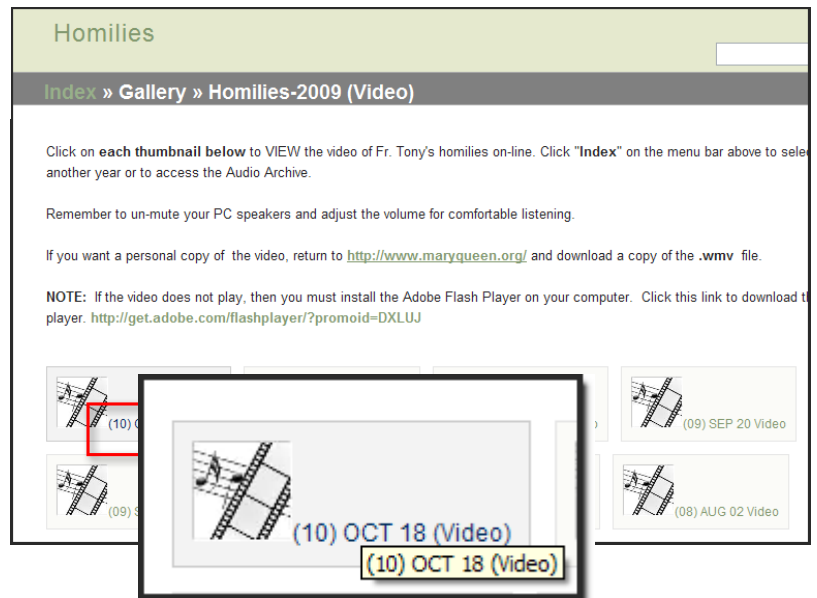 Homilies
Index » Gallery » Homilies-2009 (Video)
Click on each thumbnail below to VIEW the video of Fr. Tony's homilies on-line. Click "Index" on the menu bar above to
another year or to access the Audio Archive.
Remember to un-mute your PC speakers and adjust the volume for comfortable listening.
If you want a personal copy of the video, return to http://www.maryqueen.org/ and download a copy of the .wmv file.
NOTE: If the video does not play, then you must install the Adobe Flash Player on your computer. Click this link to download
player. http://get.adobe.com/flashplayer/?promoid=DXLUJ
(10)
(09) SEP 20 Video
(09)
(08) AUG 02 Video
(10) OCT 18 (Video)
(10) OCT 18 (Video)